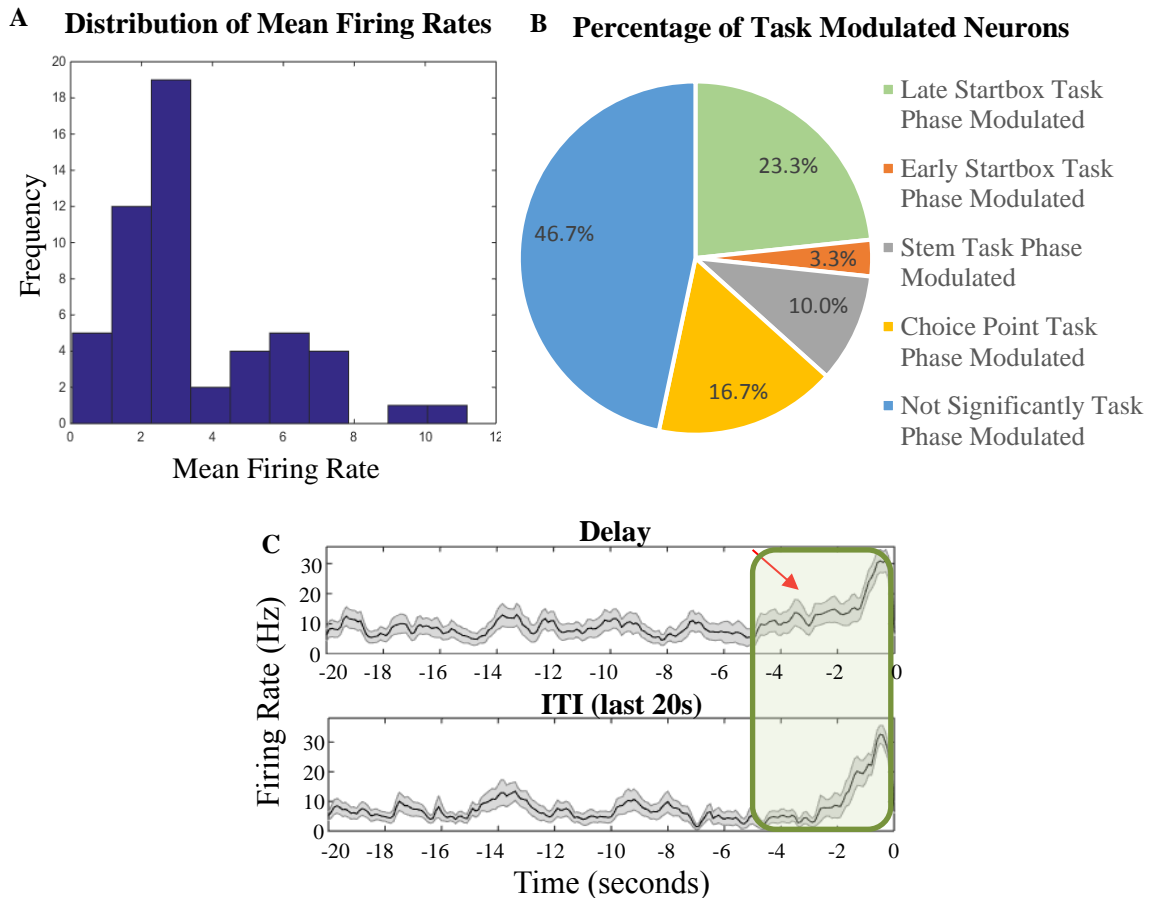 A
Distribution of Mean Firing Rates
Frequency
20
18
16
14
12
10
8
6
4
2
0
0 2 4 6 8 10 12
Mean Firing Rate
B
Percentage of Task Modulated Neurons
23.3%
3.3%
10.0%
16.7%
46.7%
Late Startbox Task
Phase Modulated
Early Startbox Task
Phase Modulated
Stem Task Phase
Modulated
Choice Point Task
Phase Modulated
Not Significantly Task
Phase Modulated
C
Delay
Firing Rate (Hz)
30
20
10
0
-20 -18 -16 -14 -12 -10 -8 -6 -4 -2 0
ITI (last 20s)
30
20
10
0
-20 -18 -16 -14 -12 -10 -8 -6 -4 -2 0
Time (seconds)